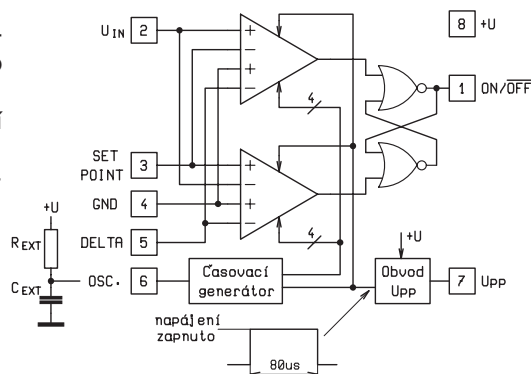 U IN 2
8 +U
+
−
+
−
4
1 ON/OFF
SET
POINT 3
GND 4
DELTA 5
+
−
+
−
4
+U
R EXT
C EXT
OSC. 6
Časovací
generátor
+U
Obvod
Upp
7 Upp
napájení
zapnuto
80us